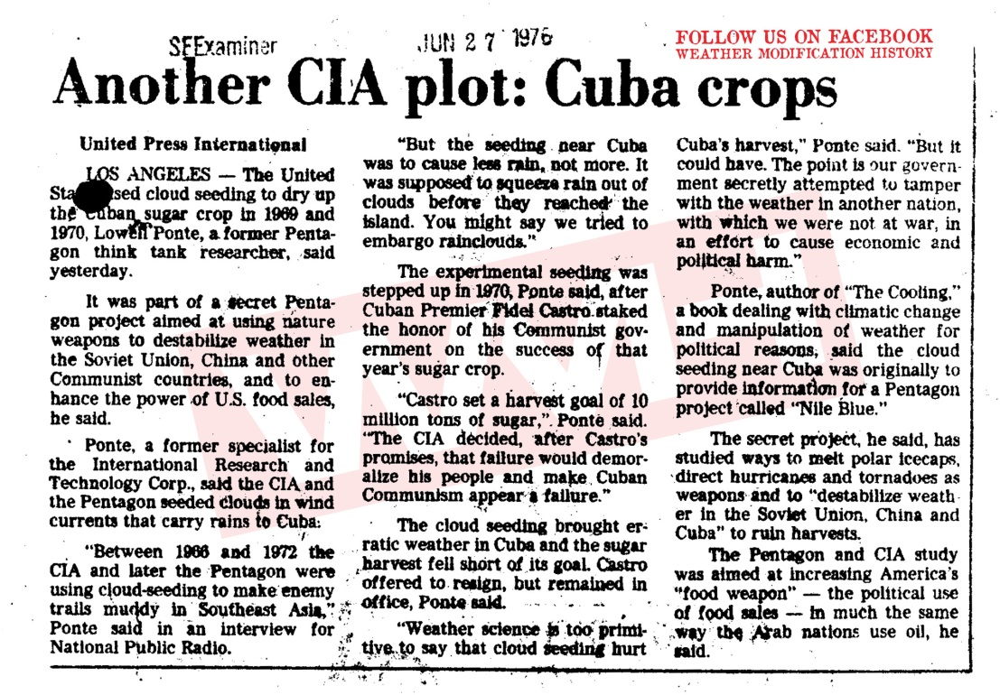 SFExaminer
JUN 27 1976
FOLLOW US ON FACEBOOK
WEATHER MODIFICATION HISTORY
Another CIA plot: Cuba crops
United Press International
LOS ANGELES — The United
Sta sed cloud seeding to dry up
the Cuban sugar crop in 1969 and
1970, Lowell Ponte, a former Penta-
gon think tank researcher, said
yesterday.
It was part of a secret Penta-
gon project aimed at using nature
weapons to destabilize weather in
the Soviet Union, China and other
Communist countries, and to en-
hance the power of U.S. food sales,
he said.
Ponte, a former specialist for
the International Research and
Technology Corp., said the CIA and
the Pentagon seeded clouds in wind
currents that carry rains to Cuba.
"Between 1966 and 1972 the
CIA and later the Pentagon were
using cloud-seeding to make enemy
trails muddy in Southeast Asia,"
Ponte said in an interview for
National Public Radio.
"But the seeding near Cuba
was to cause less rain, not more. It
was supposed to squeeze rain out of
clouds before they reached the
island. You might say we tried to
embargo rainclouds."
The experimental seeding was
stepped up in 1970, Ponte said, after
Cuban Premier Fidel Castro staked
the honor of his Communist gov-
ernment on the success of that
year's sugar crop.
"Castro set a harvest goal of 10
million tons of sugar," Ponte said.
"The CIA decided, after Castro's
promises, that failure would demor-
alize his people and make Cuban
Communism appear a failure."
The cloud seeding brought er-
ratic weather in Cuba and the sugar
harvest fell short of its goal. Castro
offered to resign, but remained in
office, Ponte said.
"Weather science is too primi-
tive to say that cloud seeding hurt
Cuba's harvest," Ponte said. "But it
could have. The point is our govern-
ment secretly attempted to tamper
with the weather in another nation,
with which we were not at war, in
an effort to cause economic and
political harm."
Ponte, author of "The Cooling,"
a book dealing with climatic change
and manipulation of weather for
political reasons, said the cloud
seeding near Cuba was originally to
provide information for a Pentagon
project called "Nile Blue."
The secret project, he said, has
studied ways to melt polar icecaps,
direct hurricanes and tornadoes as
weapons and to "destabilize weath-
er in the Soviet Union, China and
Cuba" to ruin harvests.
The Pentagon and CIA study
was aimed at increasing America's
"food weapon" — the political use
of food sales — in much the same
way the Arab nations use oil, he
said.